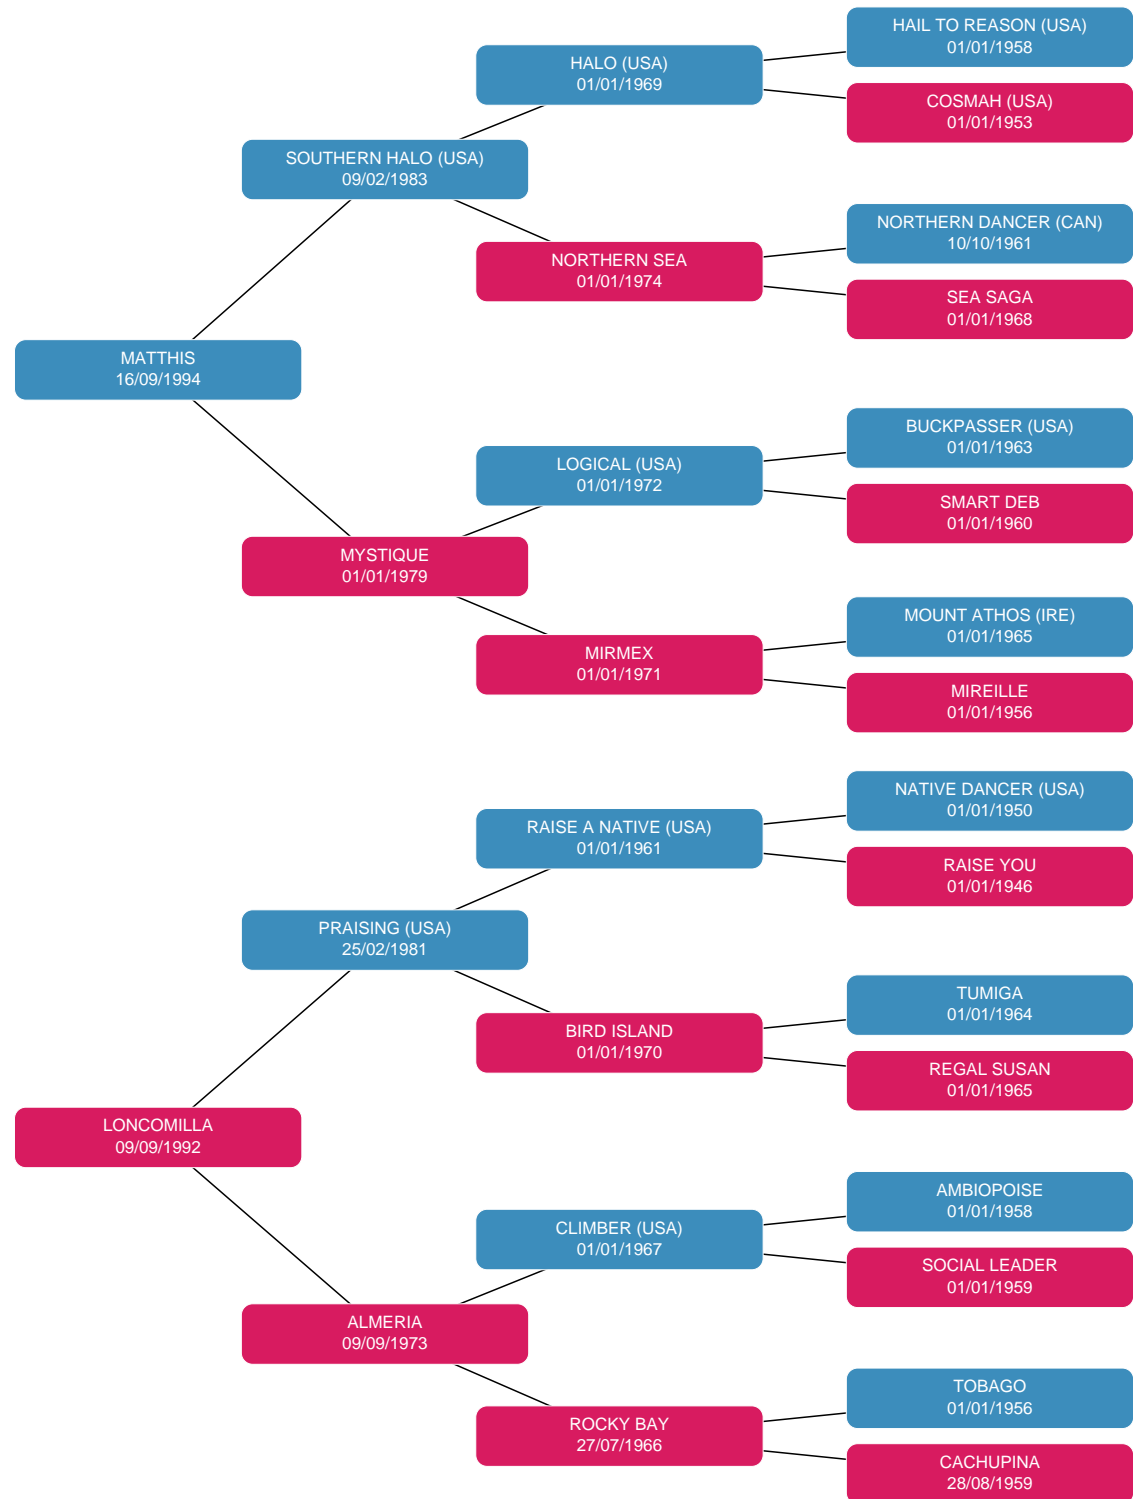 HAIL TO REASON (USA)
01/01/1958
HALO (USA)
01/01/1969
COSMAH (USA)
01/01/1953
SOUTHERN HALO (USA)
09/02/1983
NORTHERN DANCER (CAN)
10/10/1961
NORTHERN SEA
01/01/1974
SEA SAGA
01/01/1968
MATTHIS
16/09/1994
BUCKPASSER (USA)
01/01/1963
LOGICAL (USA)
01/01/1972
SMART DEB
01/01/1960
MYSTIQUE
01/01/1979
MOUNT ATHOS (IRE)
01/01/1965
MIRMEX
01/01/1971
MIREILLE
01/01/1956
NATIVE DANCER (USA)
01/01/1950
RAISE A NATIVE (USA)
01/01/1961
RAISE YOU
01/01/1946
PRAISING (USA)
25/02/1981
TUMIGA
01/01/1964
BIRD ISLAND
01/01/1970
REGAL SUSAN
01/01/1965
LONCOMILLA
09/09/1992
AMBIOPOISE
01/01/1958
CLIMBER (USA)
01/01/1967
SOCIAL LEADER
01/01/1959
ALMERIA
09/09/1973
TOBAGO
01/01/1956
ROCKY BAY
27/07/1966
CACHUPINA
28/08/1959